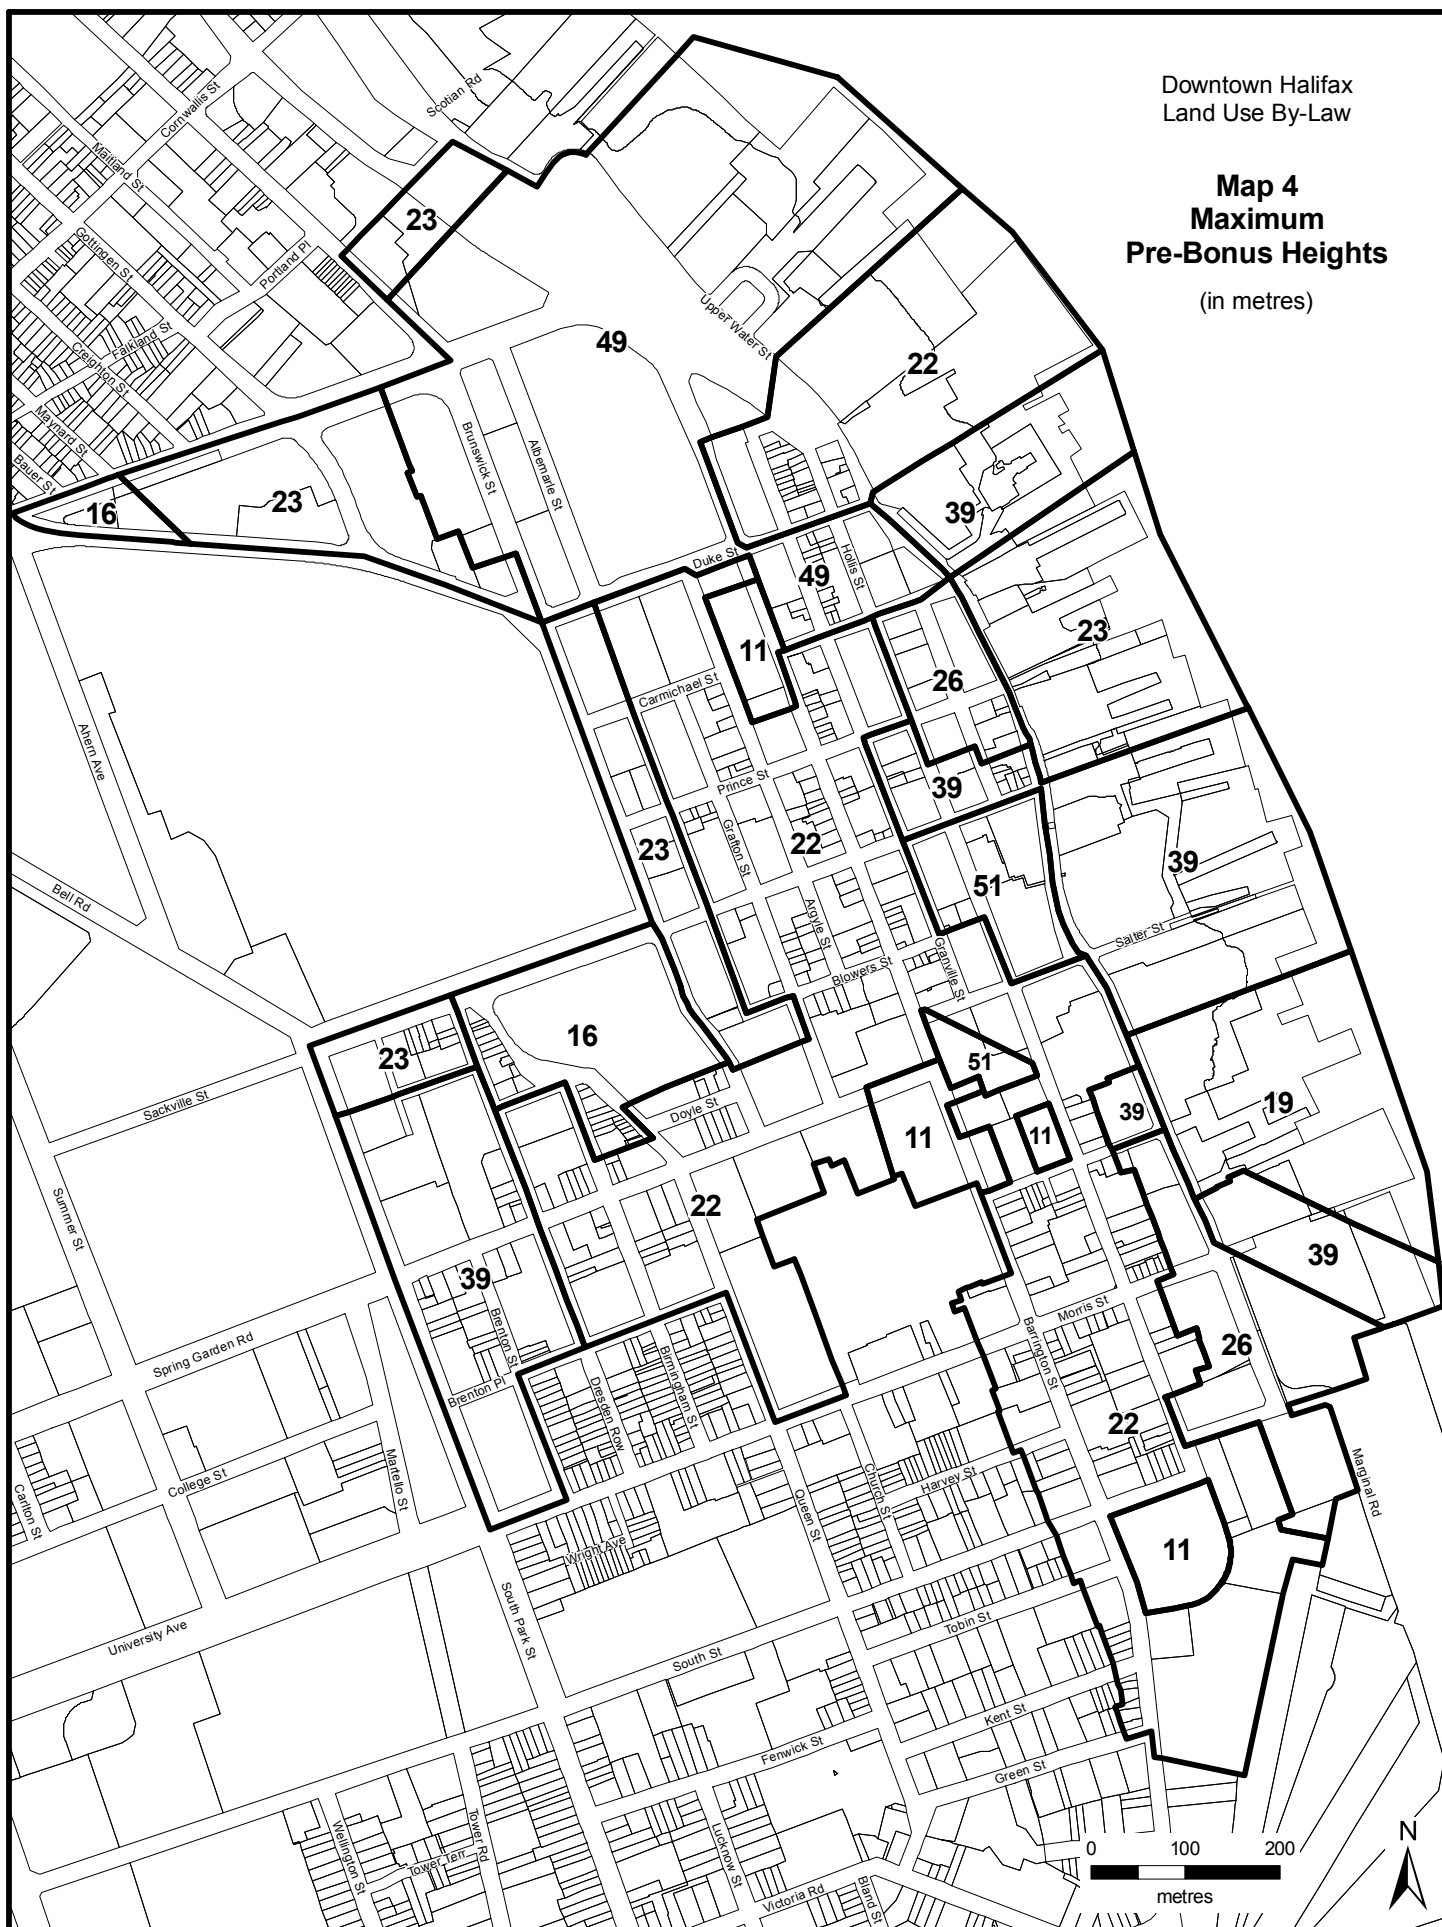 Downtown Halifax
Land Use By-Law
Map 4
Maximum
Pre-Bonus Heights
(in metres)
Scotian Rd
Cornwallis St
Maitland St
Gottingen St
Portland Pl
Falkland St
Creighton St
Maynard St
Bauer St
23
49
Upper Water St
22
Brunswick St
Albemarle St
16
23
39
Duke St
49
Hollis St
11
23
Carmichael St
26
Ahern Ave
Prince St
39
Grafton St
23
22
39
51
Bell Rd
Argyle St
Salter St
Granville St
Blowers St
16
23
51
Sackville St
Doyle St
39
19
11
11
Summer St
22
39
39
Morris St
Brenton St
Barrington St
26
Spring Garden Rd
Birmingham St
Brenton Pl
Dresden Row
22
College St
Martello St
Harvey St
Church St
Queen St
Marginal Rd
Carlton St
Wright Ave
11
South Park St
Tobin St
University Ave
South St
Kent St
Fenwick St
Green St
Wellington St
Tower Rd
Tower Terr
Lucknow St
Victoria Rd
Bland St
0 100 200
metres
N